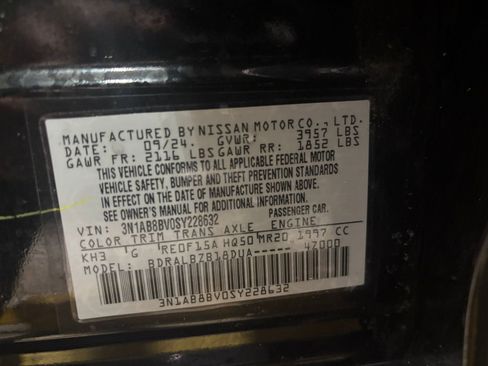 MANUFACTURED BY NISSAN MOTOR CO., LTD.
DATE: 09/24 GVWR: 3957 LBS
GAWR FR: 2116 LBS GAWR RR: 1852 LBS
THIS VEHICLE CONFORMS TO ALL APPLICABLE FEDERAL MOTOR
VEHICLE SAFETY, BUMPER AND THEFT PREVENTION STANDARDS
IN EFFECT ON THE DATE OF MANUFACTURE SHOWN ABOVE.
SEE OWNER'S MANUAL FOR ADDITIONAL INFORMATION
VIN: 3N1AB8BV0SY228632 PASSENGER CAR.
COLOR TRIM TRANS AXLE ENGINE
KH3 G RE0F15A HQ50 MR20 1997 CC
MODEL: BDRALBZB18DUA----- 47000
3N1AB8BV0SY228632